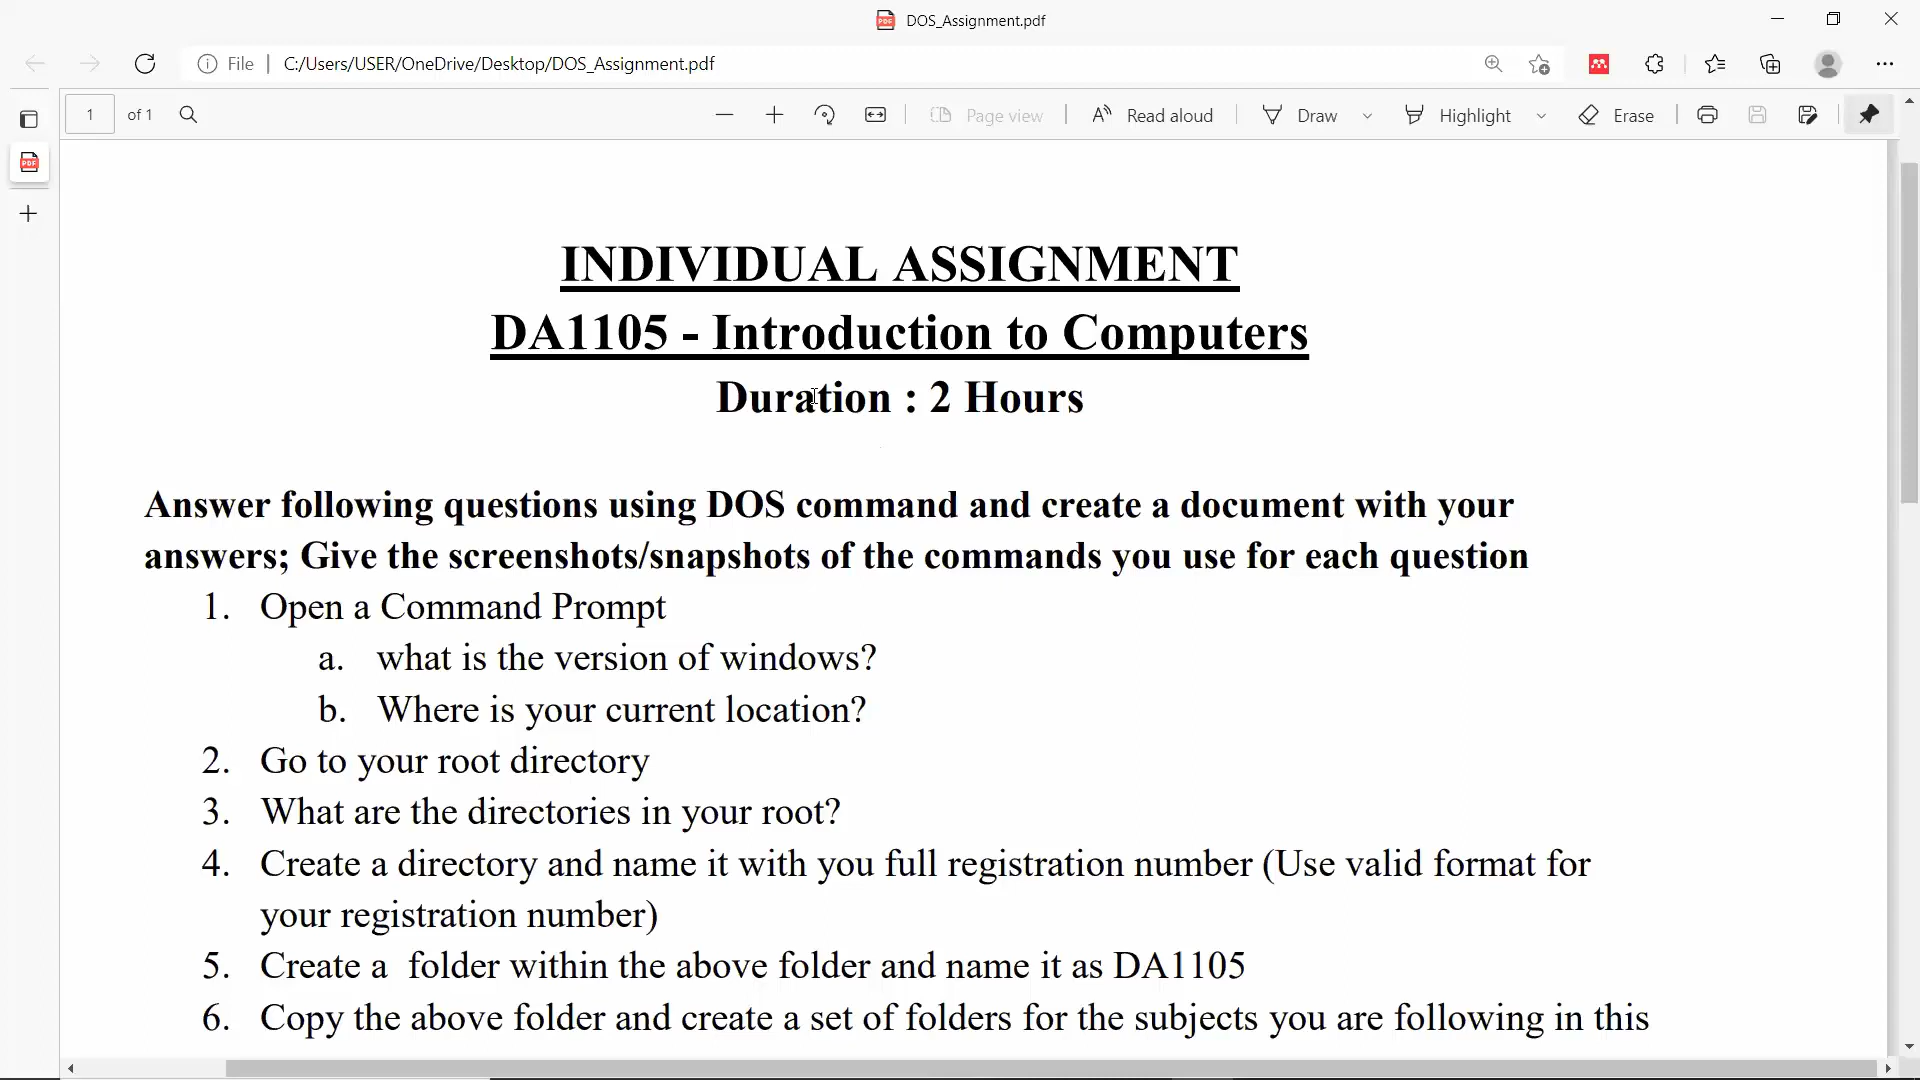 DOS_Assignment.pdf
File
C:/Users/USER/OneDrive/Desktop/DOS_Assignment.pdf
1 of 1
Page view
Read aloud
Draw
Highlight
Erase
INDIVIDUAL ASSIGNMENT
DA1105 - Introduction to Computers
Duration : 2 Hours
Answer following questions using DOS command and create a document with your
answers; Give the screenshots/snapshots of the commands you use for each question
1. Open a Command Prompt
a. what is the version of windows?
b. Where is your current location?
2. Go to your root directory
3. What are the directories in your root?
4. Create a directory and name it with you full registration number (Use valid format for
your registration number)
5. Create a folder within the above folder and name it as DA1105
6. Copy the above folder and create a set of folders for the subjects you are following in this